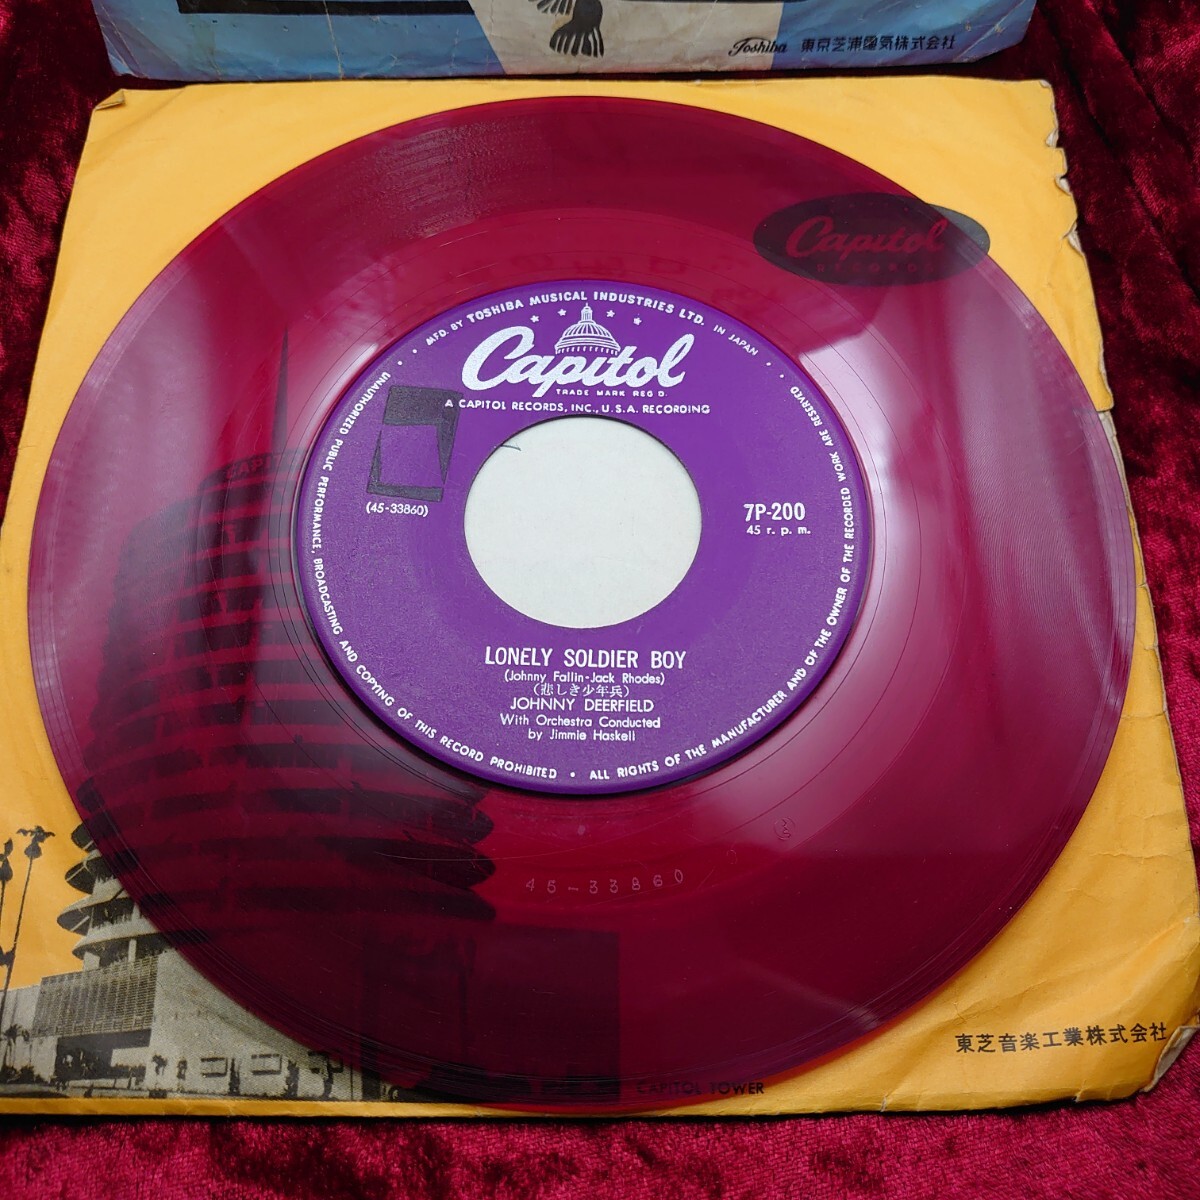 Toshiba 東京芝浦電気株式会社
Capitol
RECORDS
MFD. BY TOSHIBA MUSICAL INDUSTRIES LTD. IN JAPAN
Capitol
TRADE MARK REG'D.
A CAPITOL RECORDS, INC., U.S.A. RECORDING
(45-33860)
7P-200
45 r. p. m.
LONELY SOLDIER BOY
(Johnny Fallin-Jack Rhodes)
(悲しき少年兵)
JOHNNY DEERFIELD
With Orchestra Conducted
by Jimmie Haskell
UNAUTHORIZED PUBLIC PERFORMANCE, BROADCASTING AND COPYING OF THIS RECORD PROHIBITED • ALL RIGHTS OF THE MANUFACTURER AND OF THE OWNER OF THE RECORDED WORK ARE RESERVED
45-33860
東芝音楽工業株式会社
CAPITOL TOWER